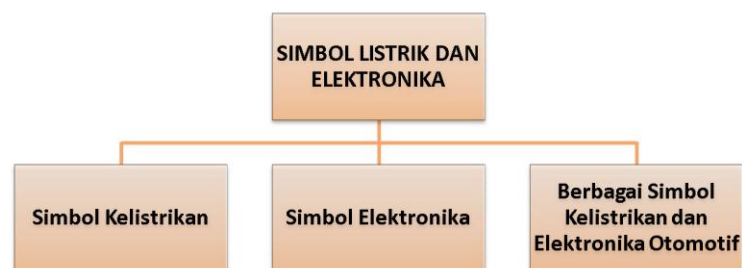 SIMBOL LISTRIK DAN
ELEKTRONIKA
Simbol Kelistrikan
Simbol Elektronika
Berbagai Simbol
Kelistrikan dan
Elektronika Otomotif